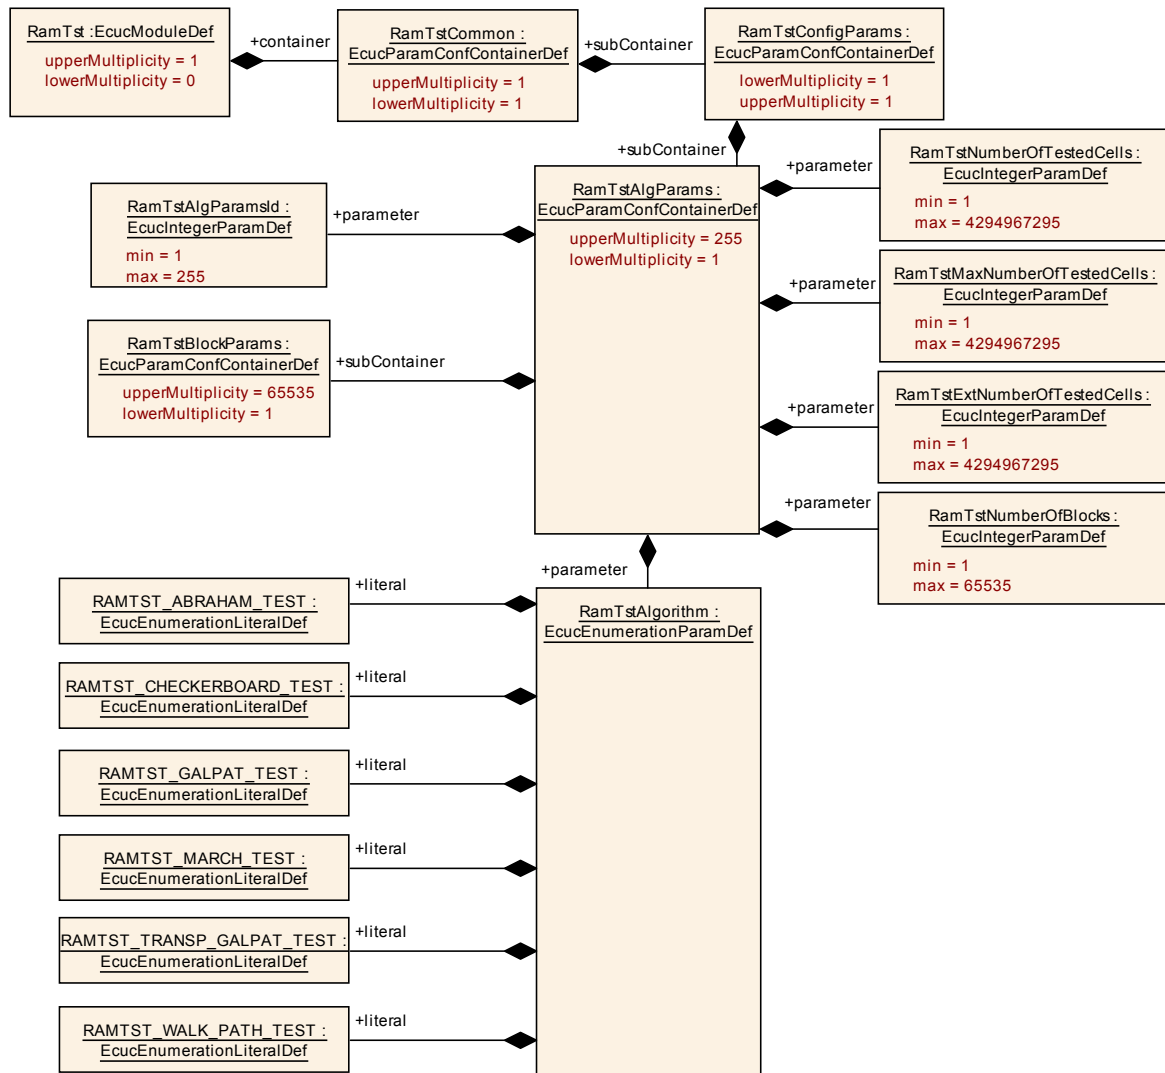 RamTst :EcucModuleDef
upperMultiplicity = 1
lowerMultiplicity = 0
+container
RamTstCommon :
EcucParamConfContainerDef
upperMultiplicity = 1
lowerMultiplicity = 1
+subContainer
RamTstConfigParams :
EcucParamConfContainerDef
lowerMultiplicity = 1
upperMultiplicity = 1
+subContainer
RamTstAlgParamsId :
EcucIntegerParamDef
min = 1
max = 255
+parameter
RamTstAlgParams :
EcucParamConfContainerDef
upperMultiplicity = 255
lowerMultiplicity = 1
+parameter
RamTstNumberOfTestedCells :
EcucIntegerParamDef
min = 1
max = 4294967295
+parameter
RamTstMaxNumberOfTestedCells :
EcucIntegerParamDef
min = 1
max = 4294967295
RamTstBlockParams :
EcucParamConfContainerDef
upperMultiplicity = 65535
lowerMultiplicity = 1
+subContainer
+parameter
RamTstExtNumberOfTestedCells :
EcucIntegerParamDef
min = 1
max = 4294967295
+parameter
RamTstNumberOfBlocks :
EcucIntegerParamDef
min = 1
max = 65535
+parameter
RamTstAlgorithm :
EcucEnumerationParamDef
+literal
RAMTST_ABRAHAM_TEST :
EcucEnumerationLiteralDef
+literal
RAMTST_CHECKERBOARD_TEST :
EcucEnumerationLiteralDef
+literal
RAMTST_GALPAT_TEST :
EcucEnumerationLiteralDef
+literal
RAMTST_MARCH_TEST :
EcucEnumerationLiteralDef
+literal
RAMTST_TRANSP_GALPAT_TEST :
EcucEnumerationLiteralDef
+literal
RAMTST_WALK_PATH_TEST :
EcucEnumerationLiteralDef